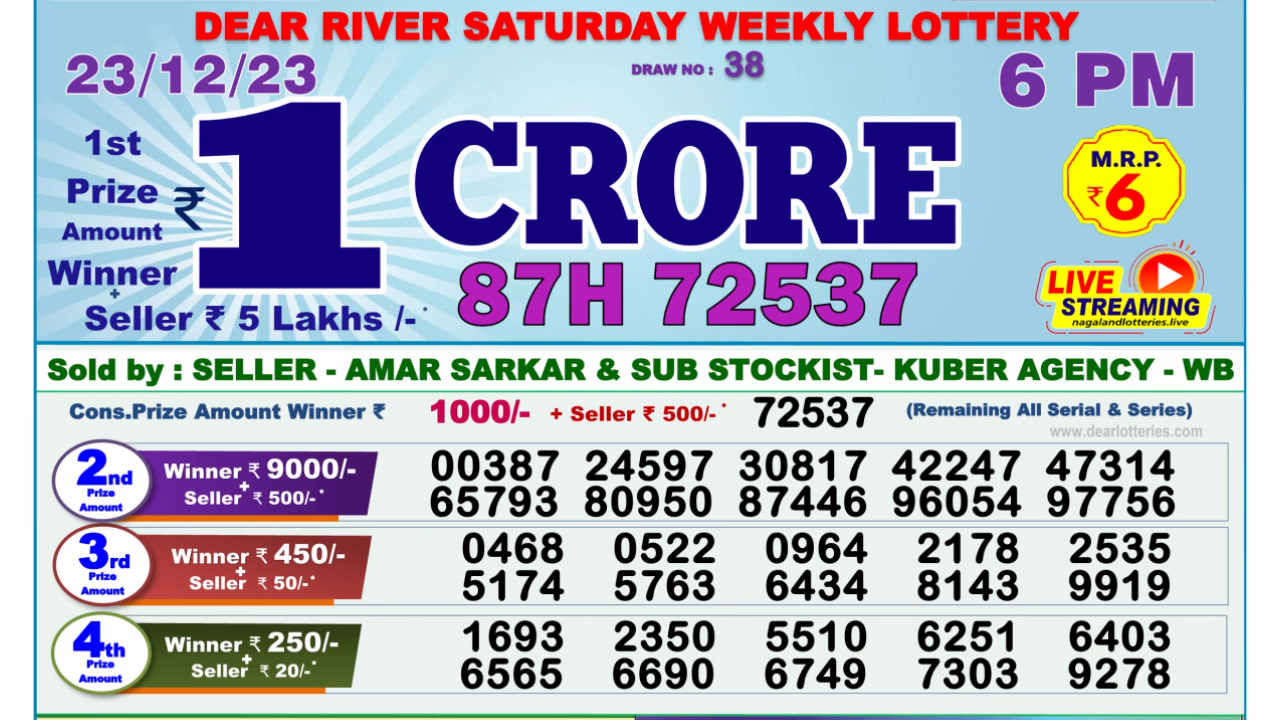 DEAR RIVER SATURDAY WEEKLY LOTTERY
23/12/23
DRAW NO : 38
6 PM
1st
Prize
Amount
Winner
+
Seller ₹ 5 Lakhs /-*
₹ 1 CRORE
87H 72537
M.R.P.
₹6
LIVE
STREAMING
nagalandlotteries.live
Sold by : SELLER - AMAR SARKAR & SUB STOCKIST- KUBER AGENCY - WB
Cons.Prize Amount Winner ₹ 1000/- + Seller ₹ 500/-* 72537 (Remaining All Serial & Series)
www.dearlotteries.com
2nd
Prize
Amount
Winner ₹ 9000/-
+
Seller ₹ 500/-*
00387 24597 30817 42247 47314
65793 80950 87446 96054 97756
3rd
Prize
Amount
Winner ₹ 450/-
+
Seller ₹ 50/-*
0468 0522 0964 2178 2535
5174 5763 6434 8143 9919
4th
Prize
Amount
Winner ₹ 250/-
+
Seller ₹ 20/-*
1693 2350 5510 6251 6403
6565 6690 6749 7303 9278